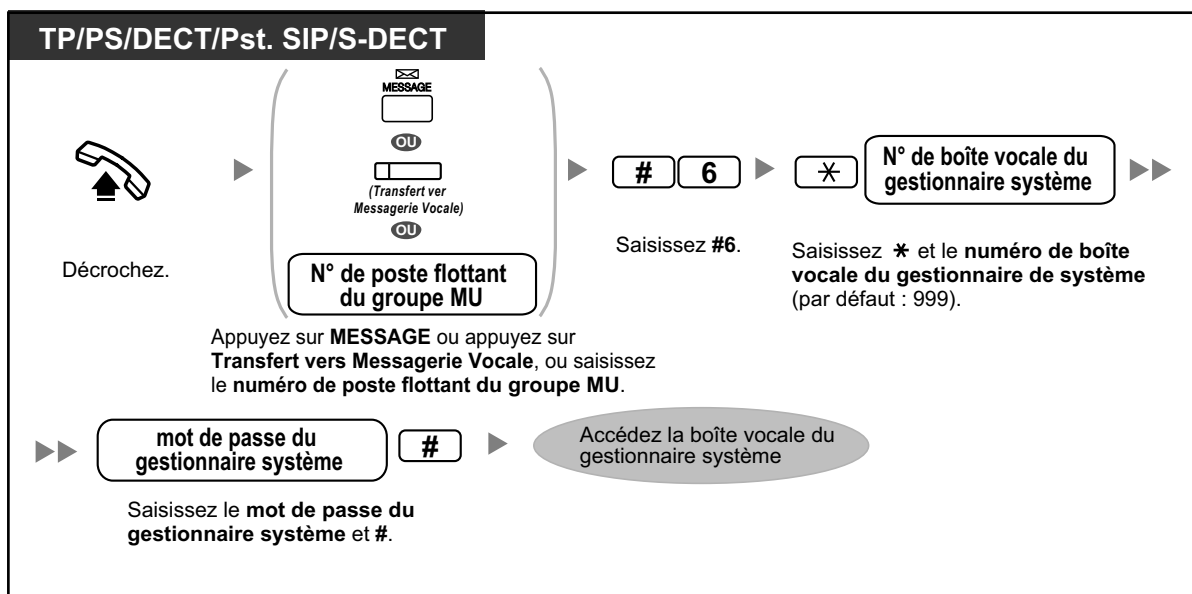 TP/PS/DECT/Pst. SIP/S-DECT
MESSAGE
OU
(Transfert ver
Messagerie Vocale)
OU
N° de poste flottant
du groupe MU
Décrochez.
Appuyez sur MESSAGE ou appuyez sur
Transfert vers Messagerie Vocale, ou saisissez
le numéro de poste flottant du groupe MU.
# 6
Saisissez #6.
* N° de boîte vocale du
gestionnaire système
Saisissez * et le numéro de boîte
vocale du gestionnaire de système
(par défaut : 999).
mot de passe du
gestionnaire système
#
Saisissez le mot de passe du
gestionnaire système et #.
Accédez la boîte vocale du
gestionnaire système